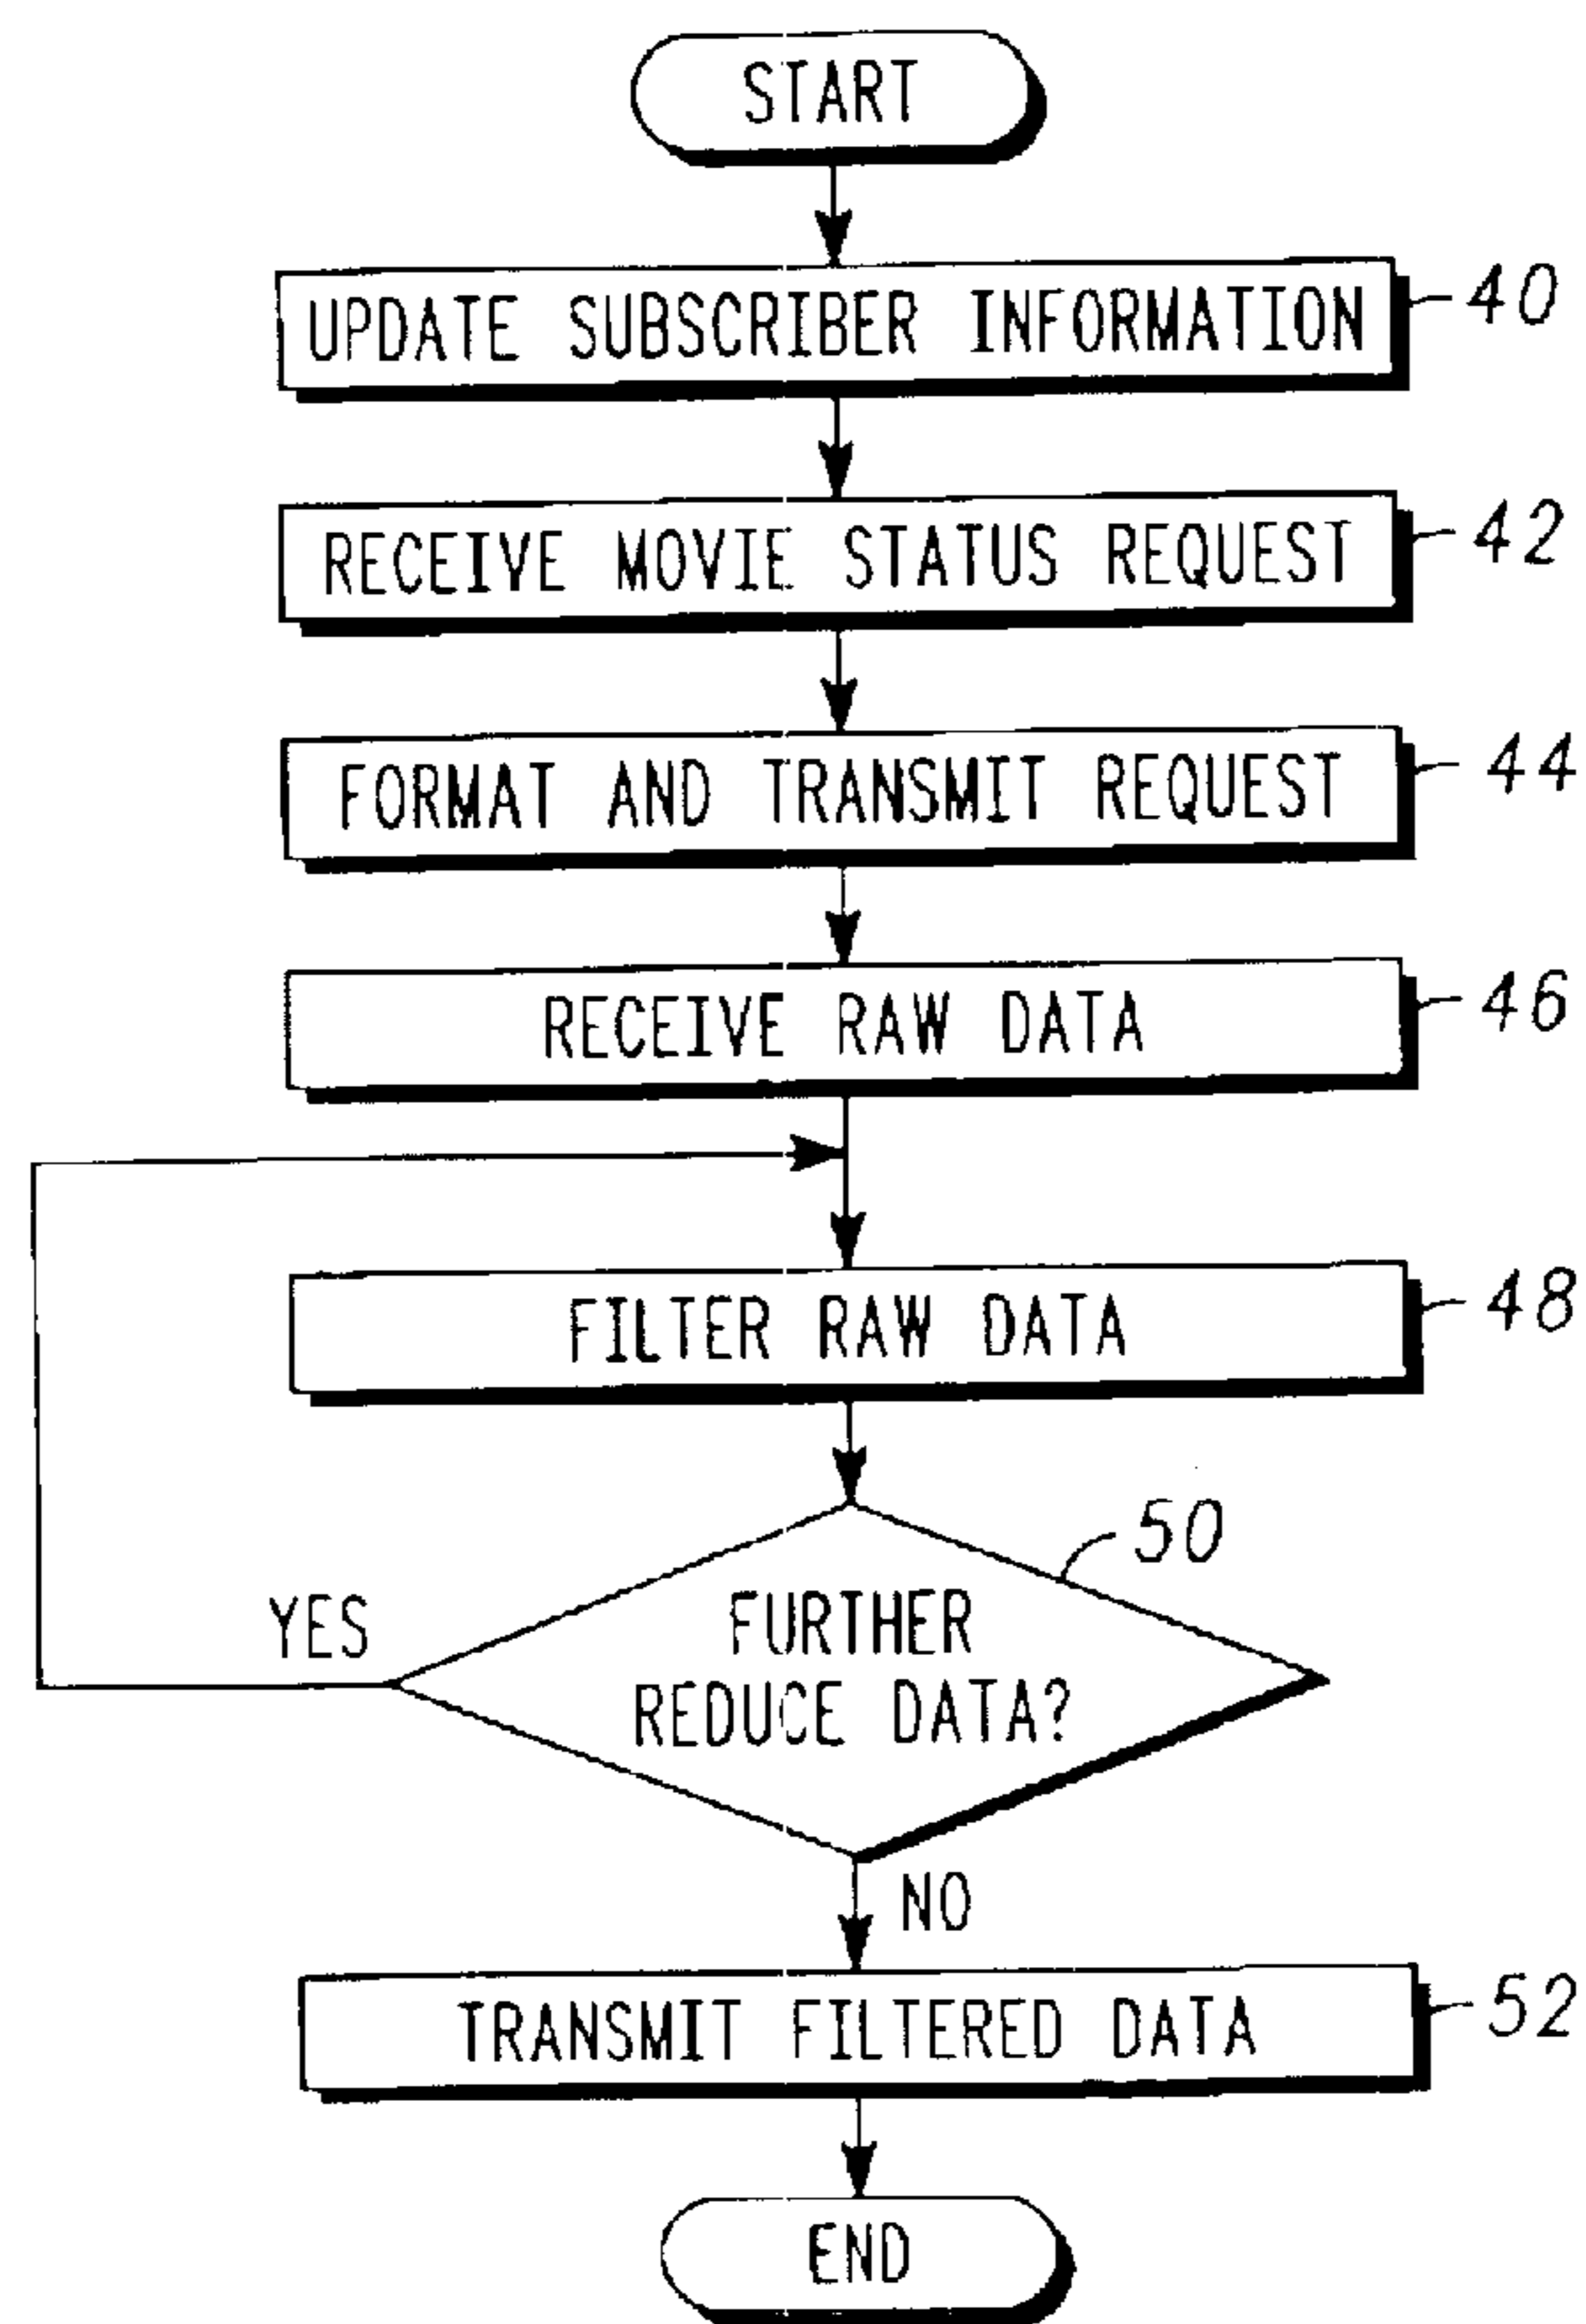 START
UPDATE SUBSCRIBER INFORMATION
40
RECEIVE MOVIE STATUS REQUEST
42
FORMAT AND TRANSMIT REQUEST
44
RECEIVE RAW DATA
46
FILTER RAW DATA
48
50
FURTHER
REDUCE DATA?
YES
NO
TRANSMIT FILTERED DATA
52
END